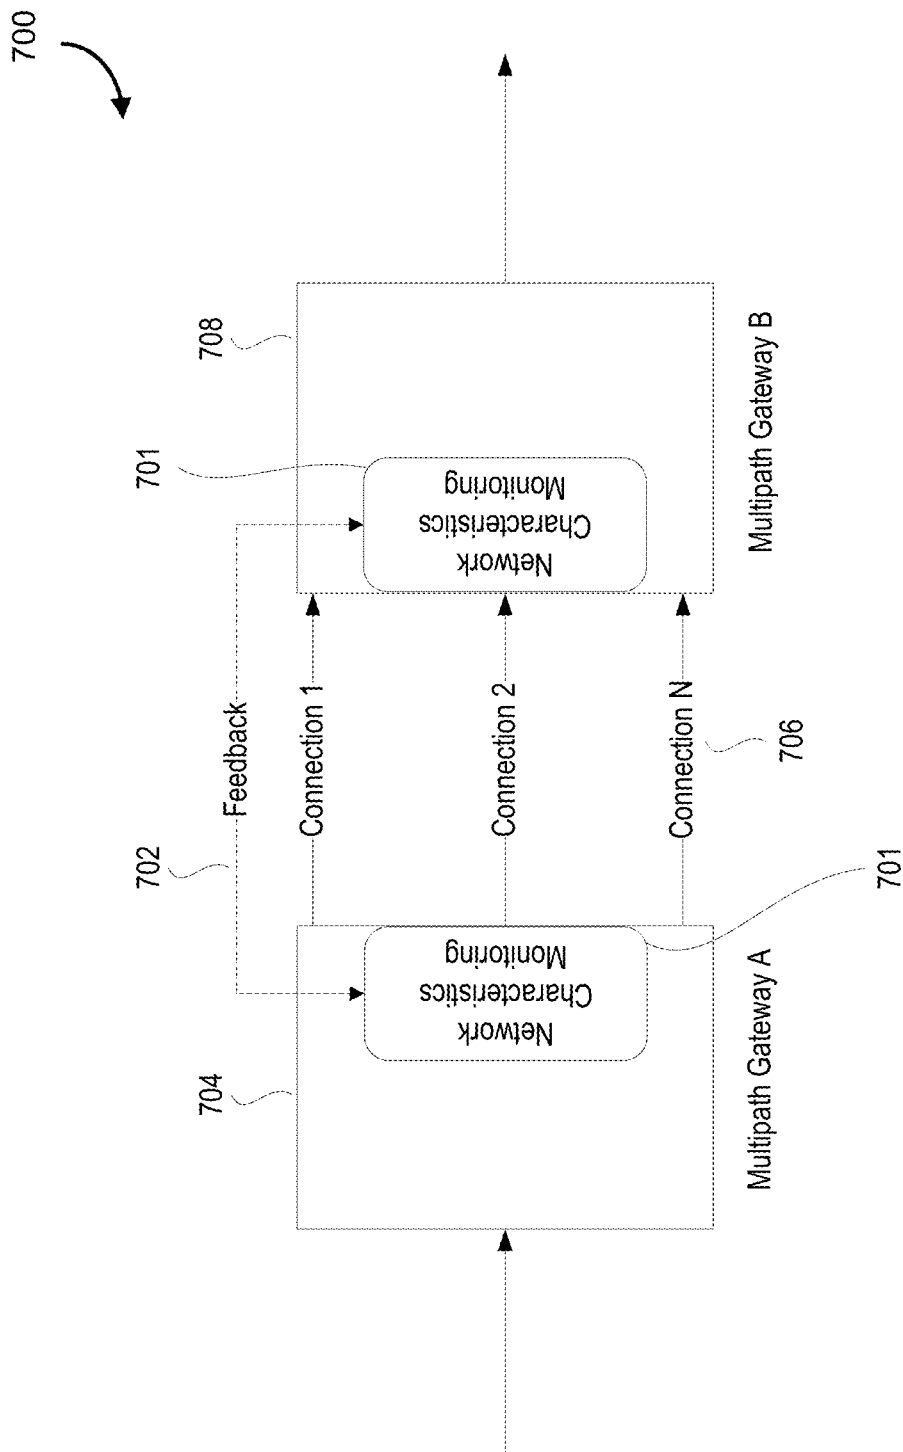 700
708
701
Network
Characteristics
Monitoring
Multipath Gateway B
Feedback
702
Connection 1
Connection 2
Connection N
706
704
Network
Characteristics
Monitoring
701
Multipath Gateway A